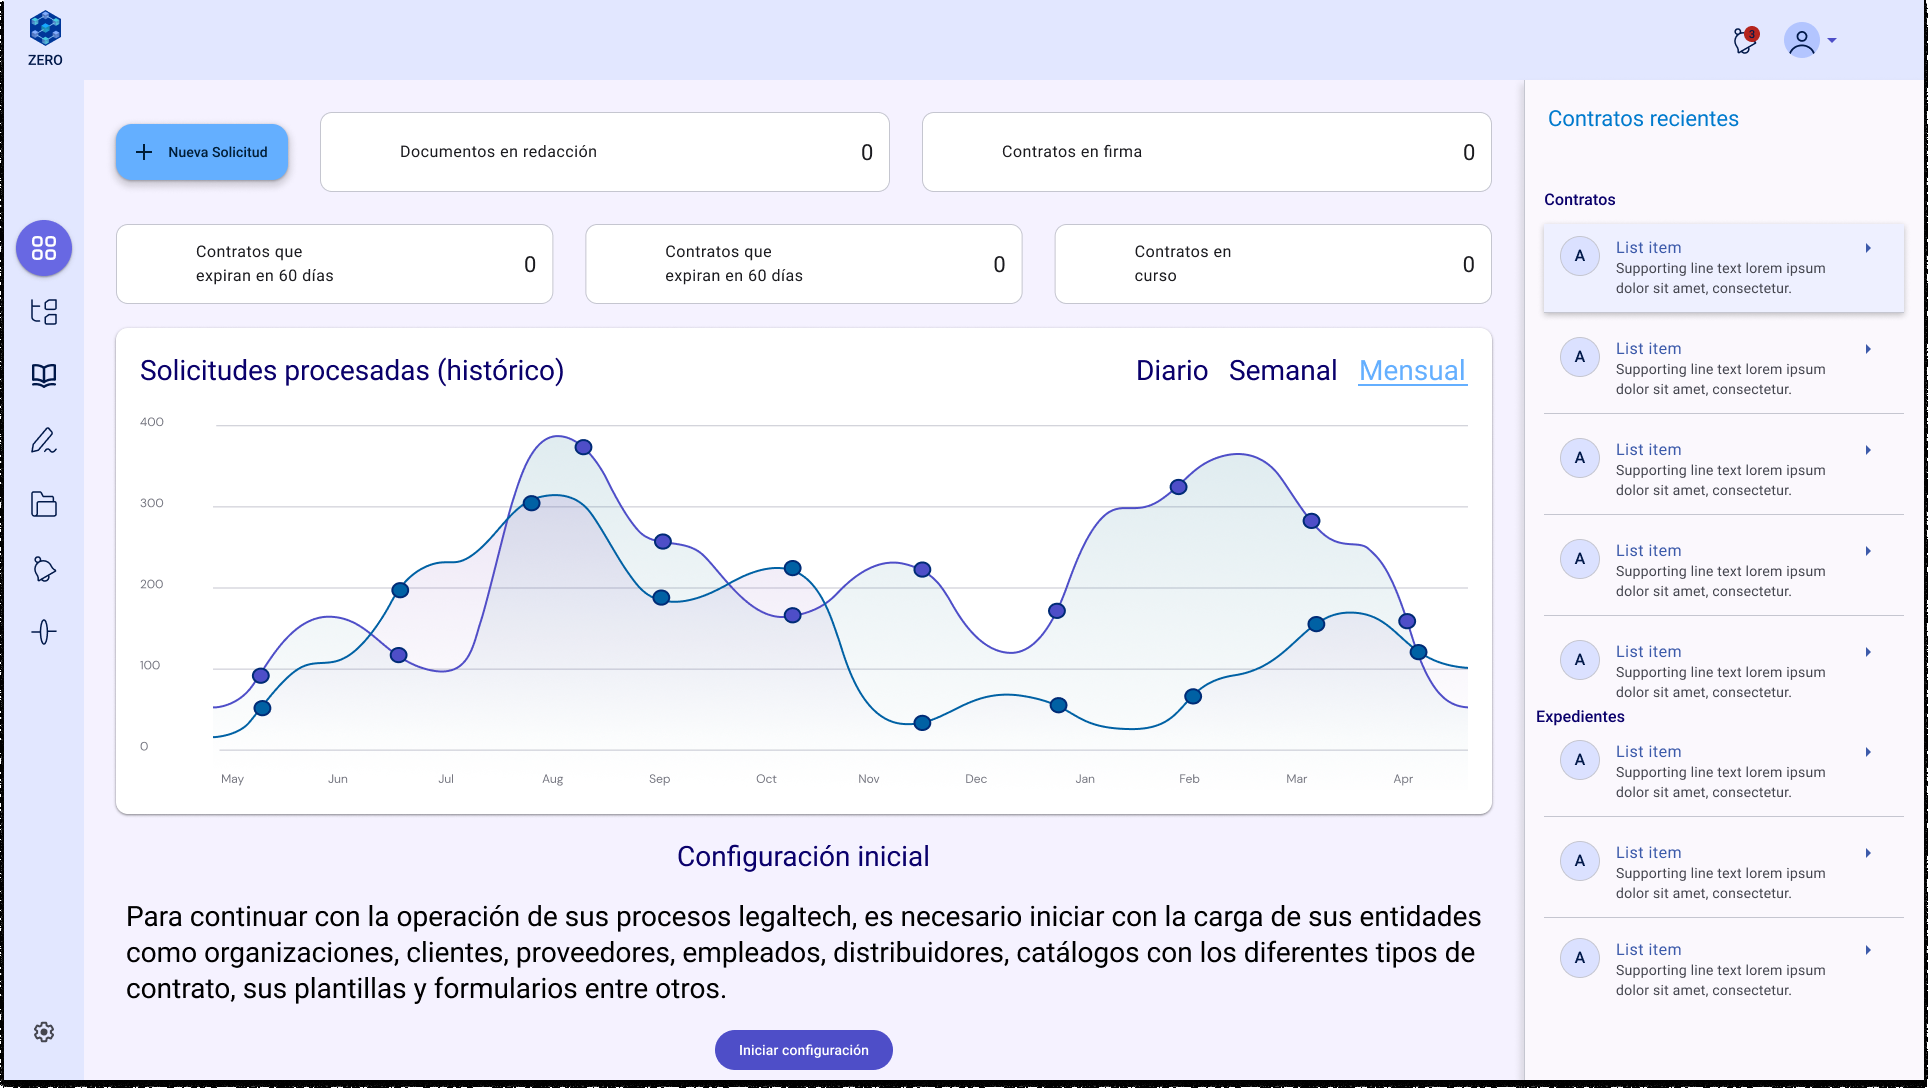 ZERO
3
Nueva Solicitud
Documentos en redacción
0
Contratos en firma
0
Contratos que
expiran en 60 días
0
Contratos que
expiran en 60 días
0
Contratos en
curso
0
Solicitudes procesadas (histórico)
Diario Semanal Mensual
400
300
200
100
0
May Jun Jul Aug Sep Oct Nov Dec Jan Feb Mar Apr
Configuración inicial
Para continuar con la operación de sus procesos legaltech, es necesario iniciar con la carga de sus entidades
como organizaciones, clientes, proveedores, empleados, distribuidores, catálogos con los diferentes tipos de
contrato, sus plantillas y formularios entre otros.
Iniciar configuración
Contratos recientes
Contratos
A
List item
Supporting line text lorem ipsum
dolor sit amet, consectetur.
A
List item
Supporting line text lorem ipsum
dolor sit amet, consectetur.
A
List item
Supporting line text lorem ipsum
dolor sit amet, consectetur.
A
List item
Supporting line text lorem ipsum
dolor sit amet, consectetur.
A
List item
Supporting line text lorem ipsum
dolor sit amet, consectetur.
Expedientes
A
List item
Supporting line text lorem ipsum
dolor sit amet, consectetur.
A
List item
Supporting line text lorem ipsum
dolor sit amet, consectetur.
A
List item
Supporting line text lorem ipsum
dolor sit amet, consectetur.